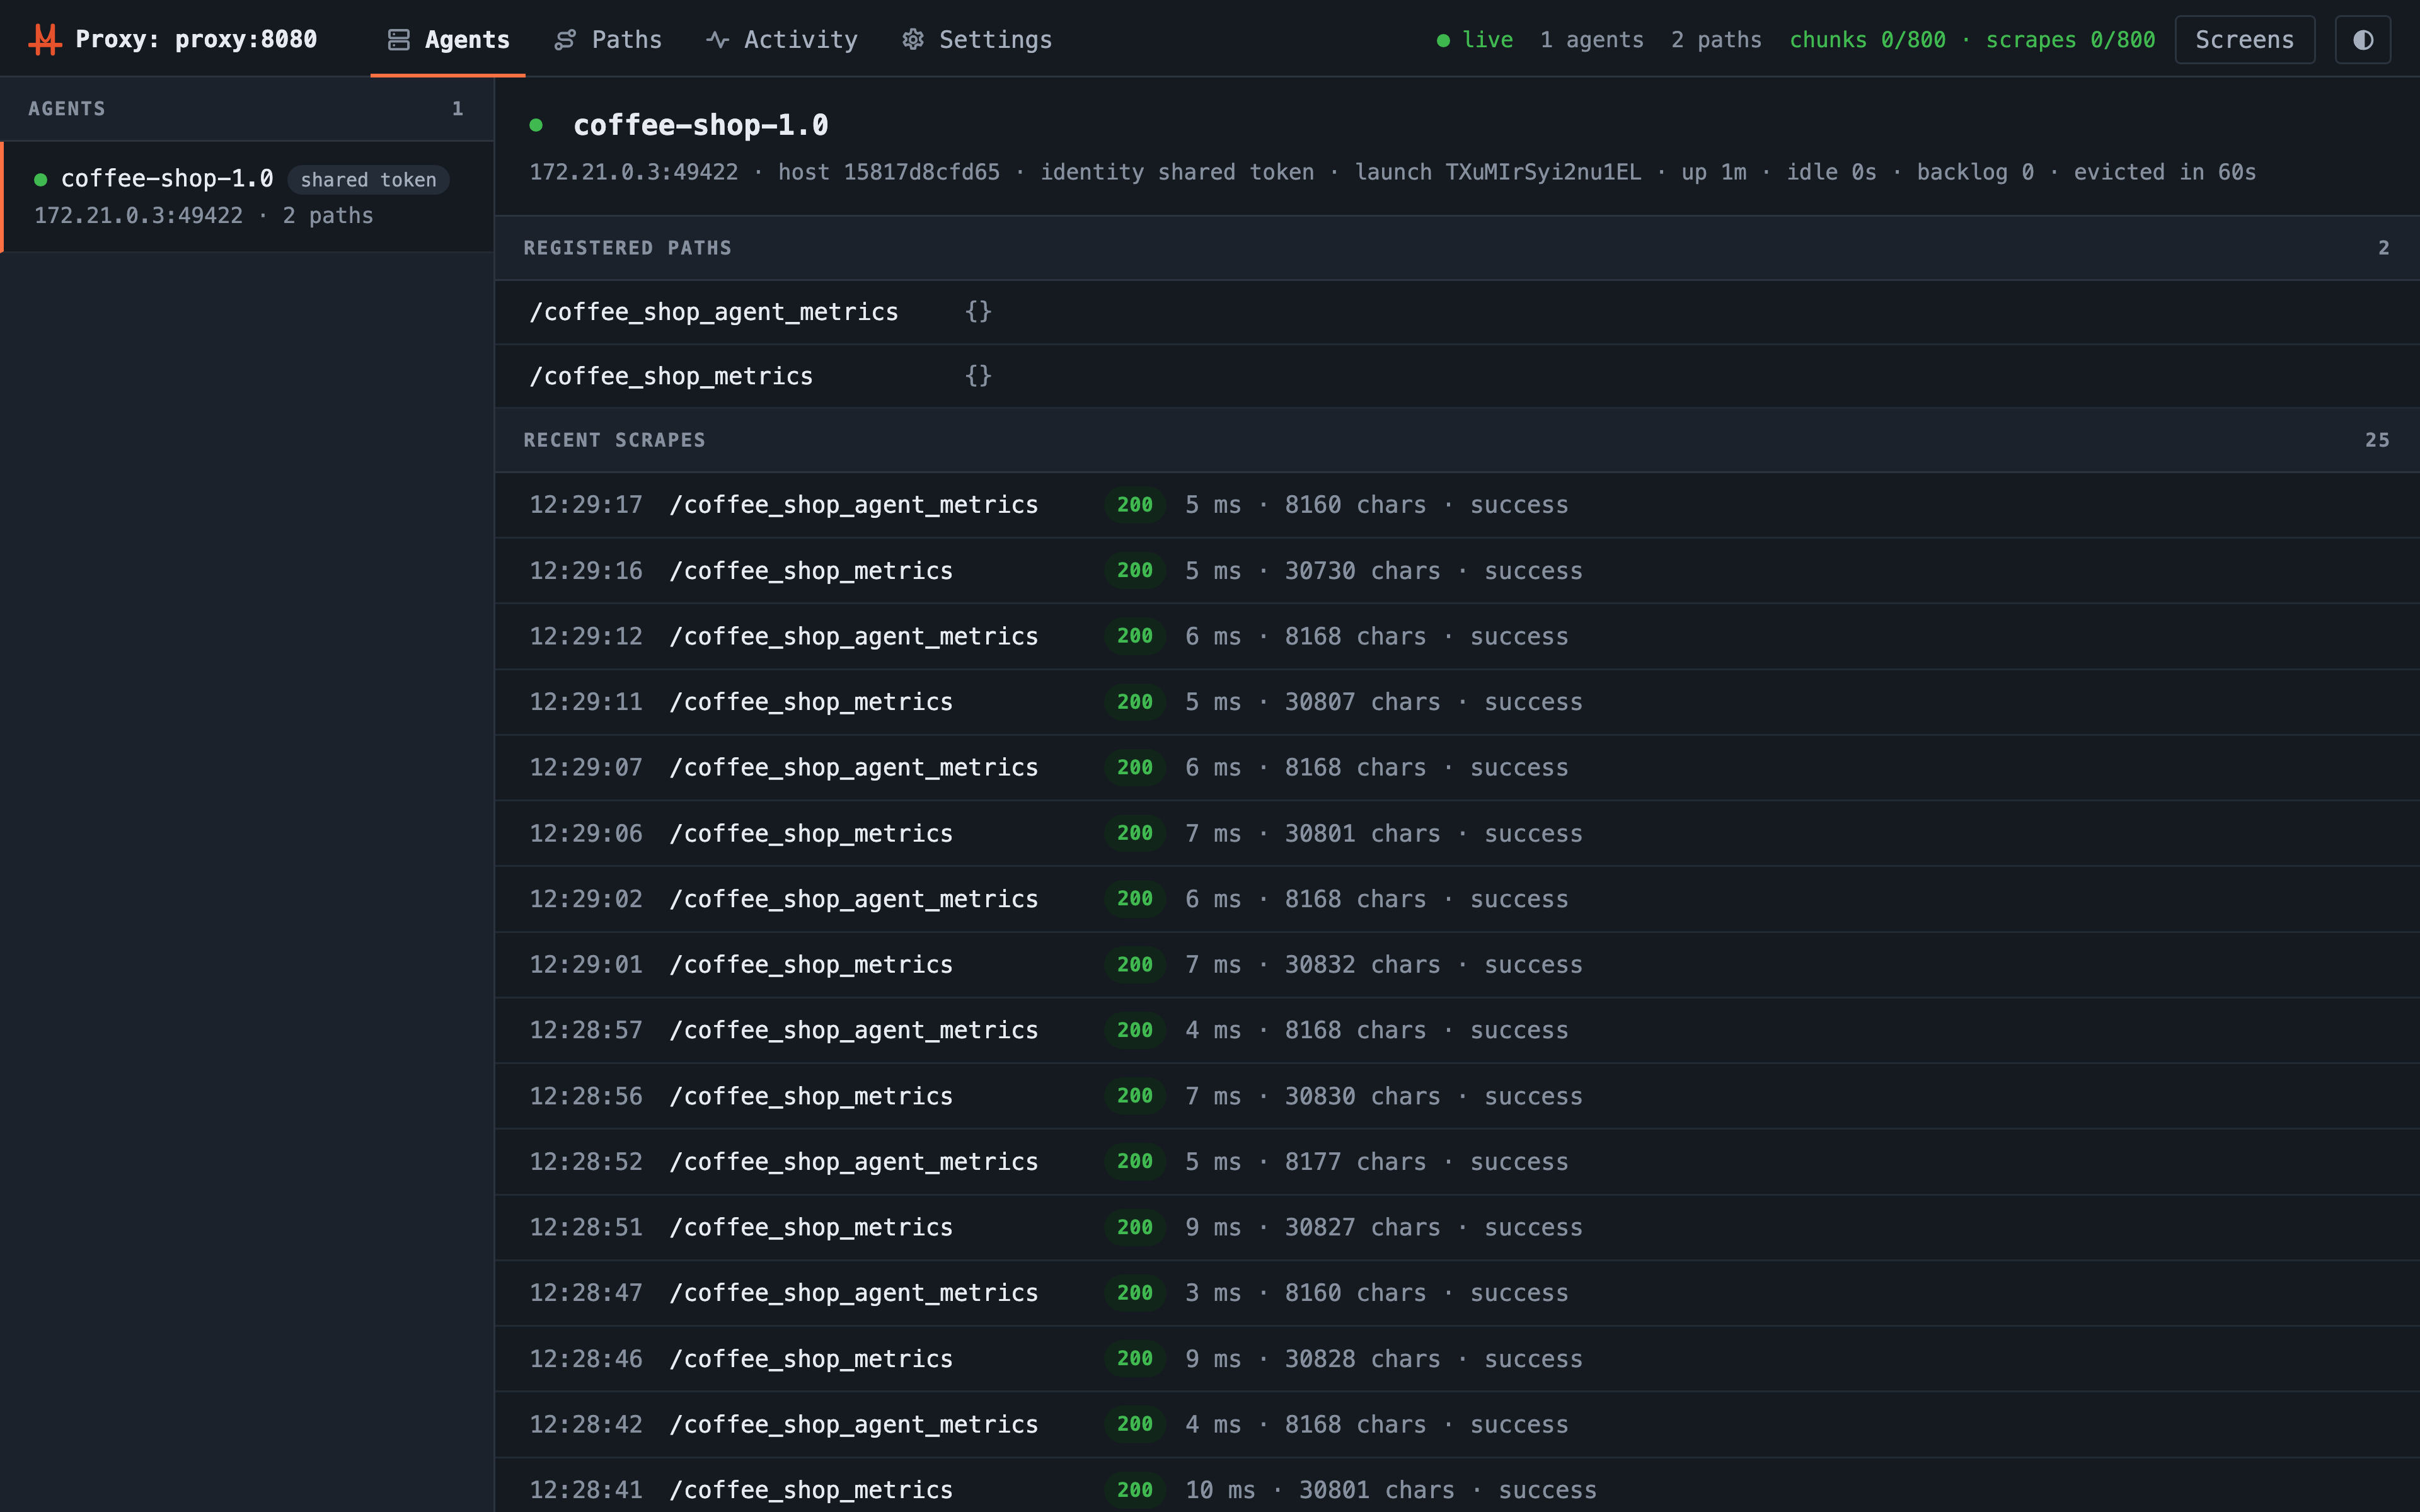 Proxy: proxy:8080 Agents Paths Activity Settings live 1 agents 2 paths chunks 0/800 · scrapes 0/800 Screens
AGENTS 1
coffee-shop-1.0 shared token
172.21.0.3:49422 · 2 paths
coffee-shop-1.0
172.21.0.3:49422 · host 15817d8cfd65 · identity shared token · launch TXuMIrSyi2nu1EL · up 1m · idle 0s · backlog 0 · evicted in 60s
REGISTERED PATHS 2
/coffee_shop_agent_metrics {}
/coffee_shop_metrics {}
RECENT SCRAPES 25
12:29:17 /coffee_shop_agent_metrics 200 5 ms · 8160 chars · success
12:29:16 /coffee_shop_metrics 200 5 ms · 30730 chars · success
12:29:12 /coffee_shop_agent_metrics 200 6 ms · 8168 chars · success
12:29:11 /coffee_shop_metrics 200 5 ms · 30807 chars · success
12:29:07 /coffee_shop_agent_metrics 200 6 ms · 8168 chars · success
12:29:06 /coffee_shop_metrics 200 7 ms · 30801 chars · success
12:29:02 /coffee_shop_agent_metrics 200 6 ms · 8168 chars · success
12:29:01 /coffee_shop_metrics 200 7 ms · 30832 chars · success
12:28:57 /coffee_shop_agent_metrics 200 4 ms · 8168 chars · success
12:28:56 /coffee_shop_metrics 200 7 ms · 30830 chars · success
12:28:52 /coffee_shop_agent_metrics 200 5 ms · 8177 chars · success
12:28:51 /coffee_shop_metrics 200 9 ms · 30827 chars · success
12:28:47 /coffee_shop_agent_metrics 200 3 ms · 8160 chars · success
12:28:46 /coffee_shop_metrics 200 9 ms · 30828 chars · success
12:28:42 /coffee_shop_agent_metrics 200 4 ms · 8168 chars · success
12:28:41 /coffee_shop_metrics 200 10 ms · 30801 chars · success